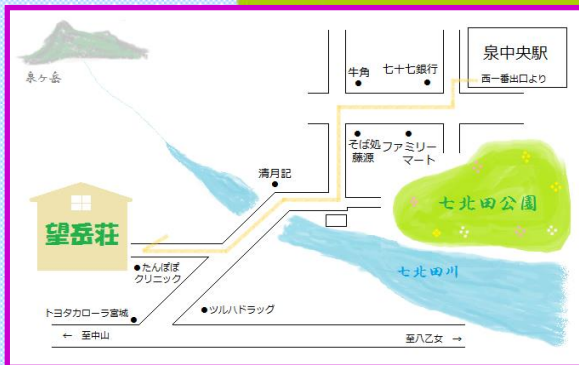 泉中央駅
西一番出口より
牛角
七十七銀行
泉ヶ岳
そば処
藤源
ファミリー
マート
清月記
七北田公園
望岳荘
たんぽぽ
クリニック
七北田川
トヨタカローラ宮城
ツルハドラッグ
← 至中山
至八乙女 →